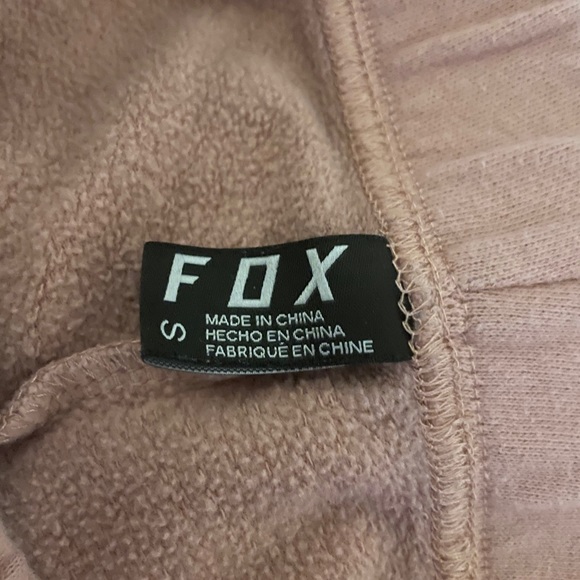 FOX
S
MADE IN CHINA
HECHO EN CHINA
FABRIQUÉ EN CHINE